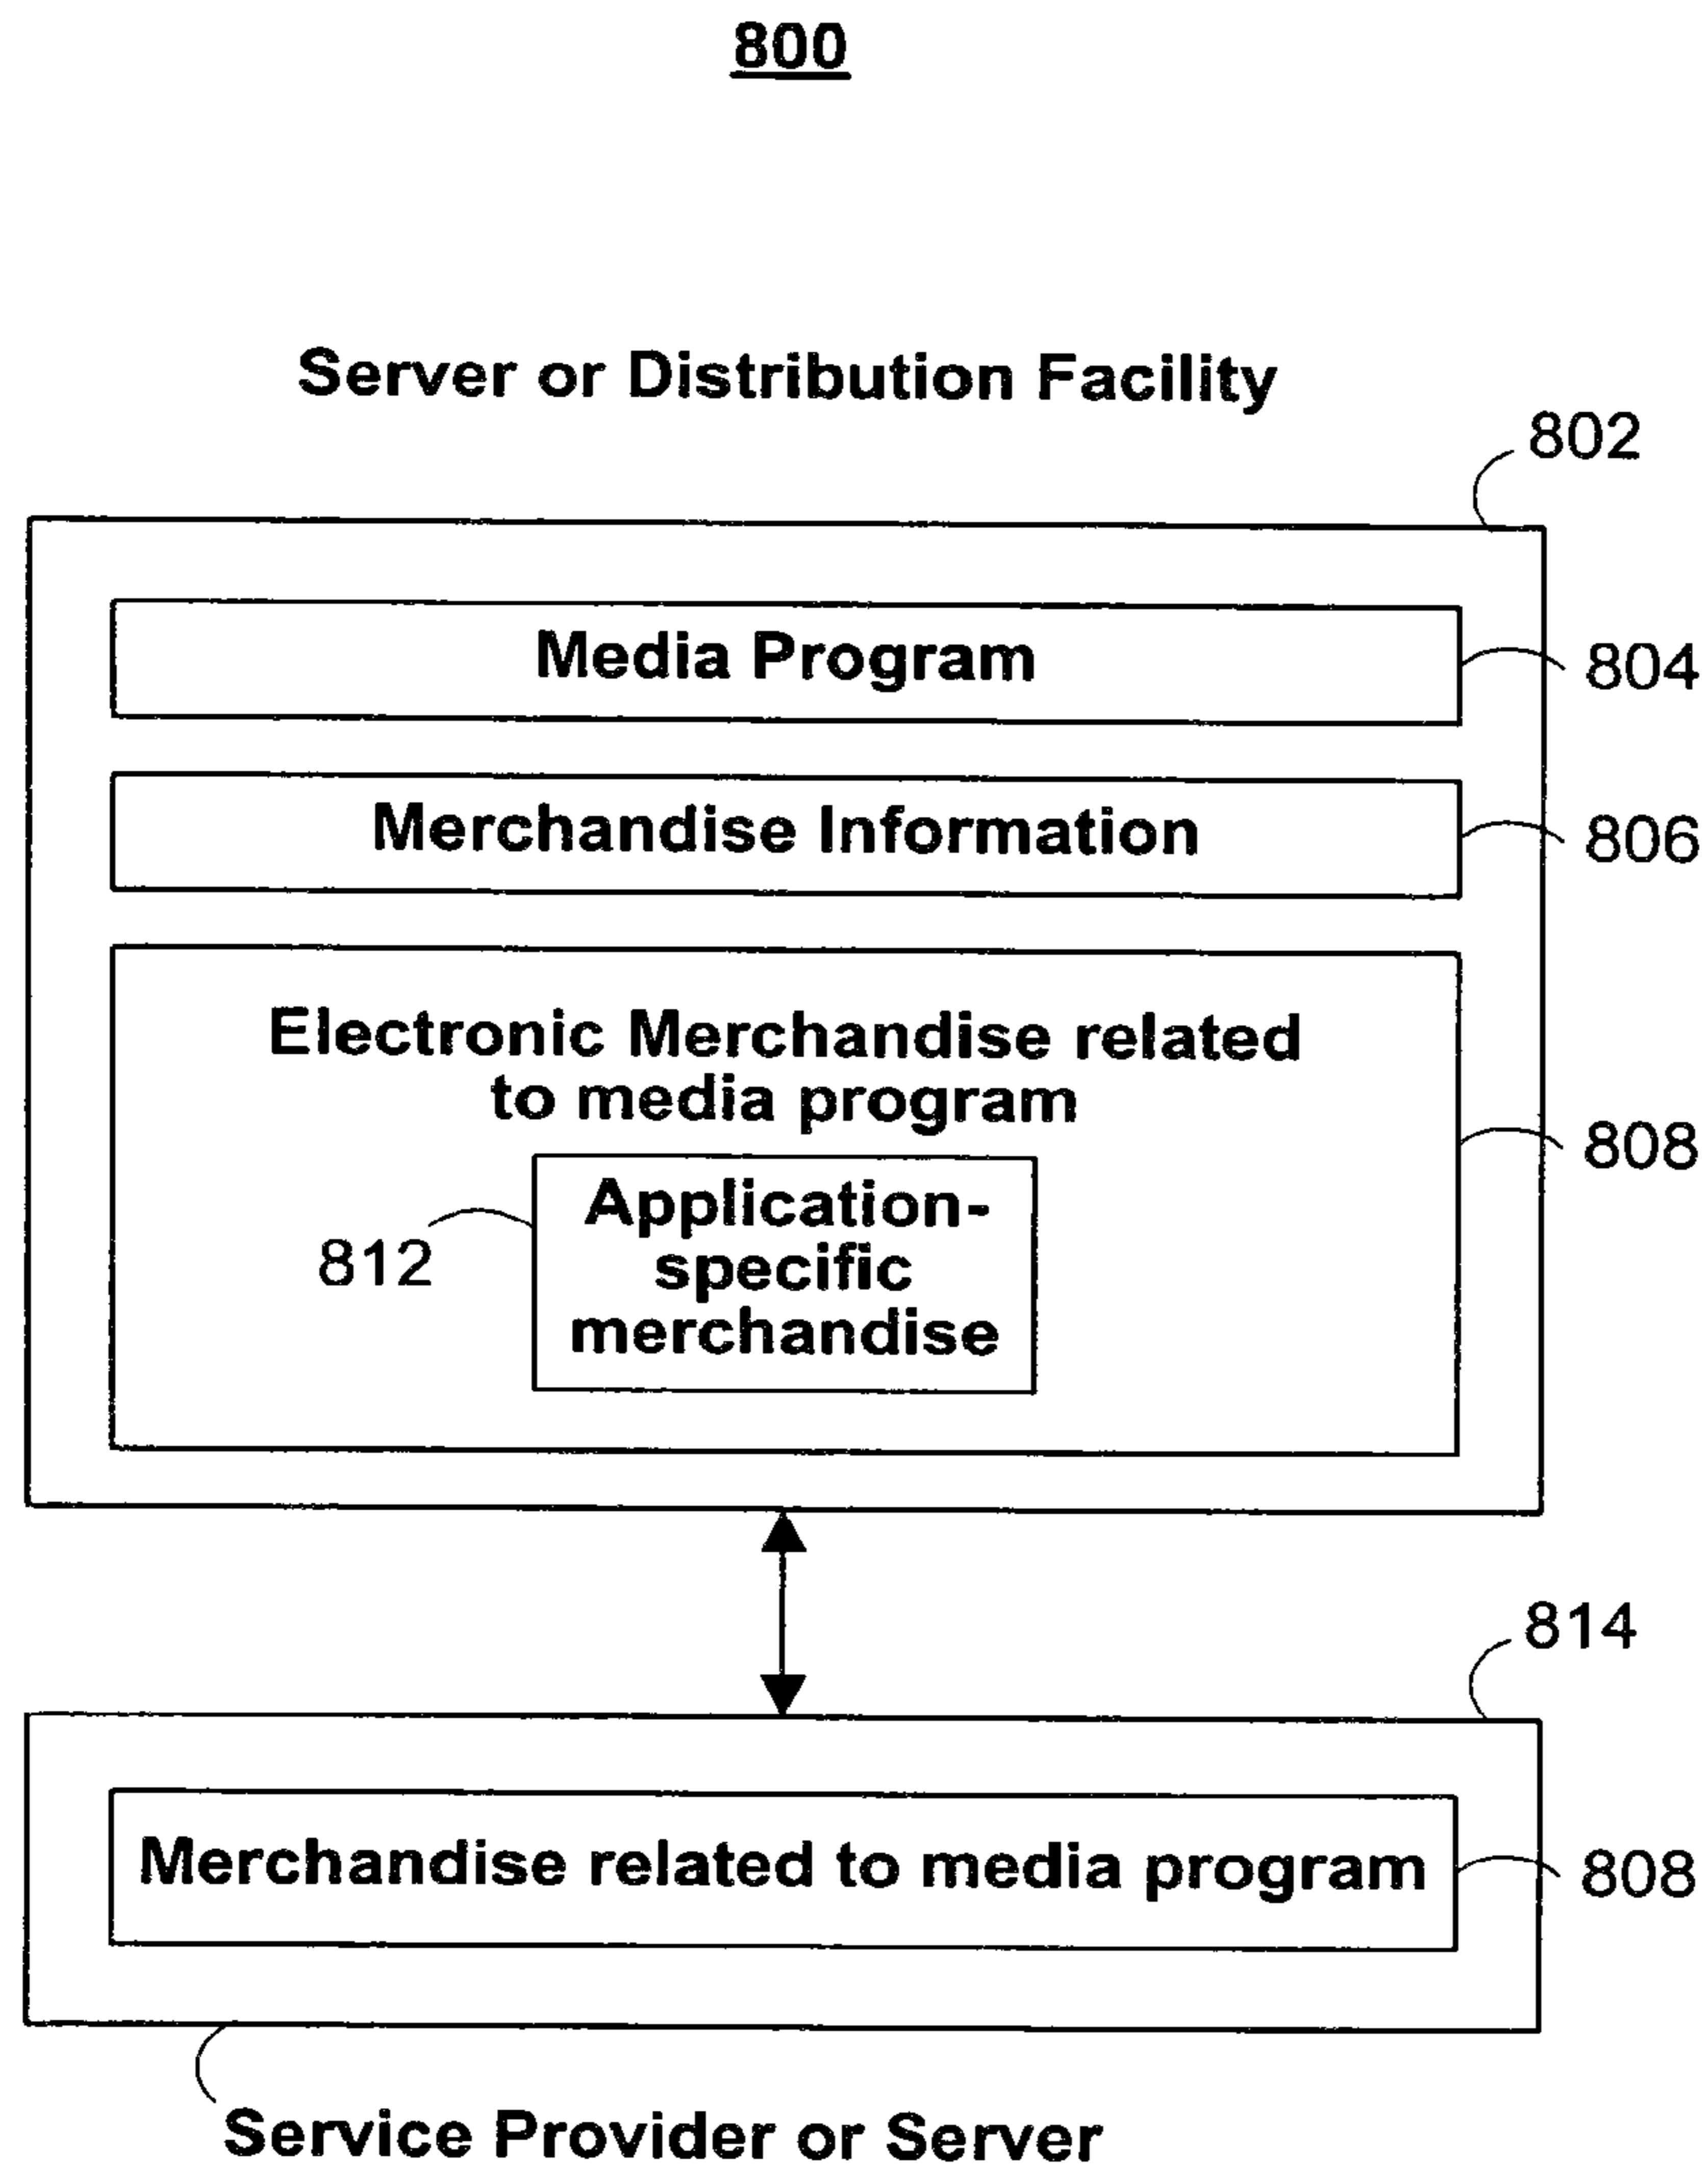 800
Server or Distribution Facility
802
Media Program
804
Merchandise Information
806
Electronic Merchandise related
to media program
808
Application-
specific
merchandise
812
814
Merchandise related to media program
808
Service Provider or Server